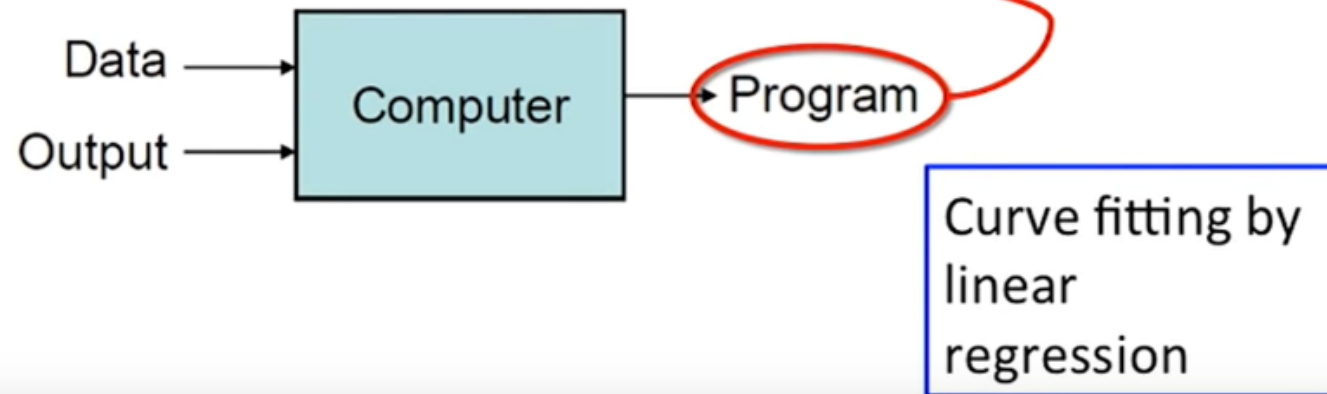 Data
Output
Computer
Program
Curve fitting by
linear
regression